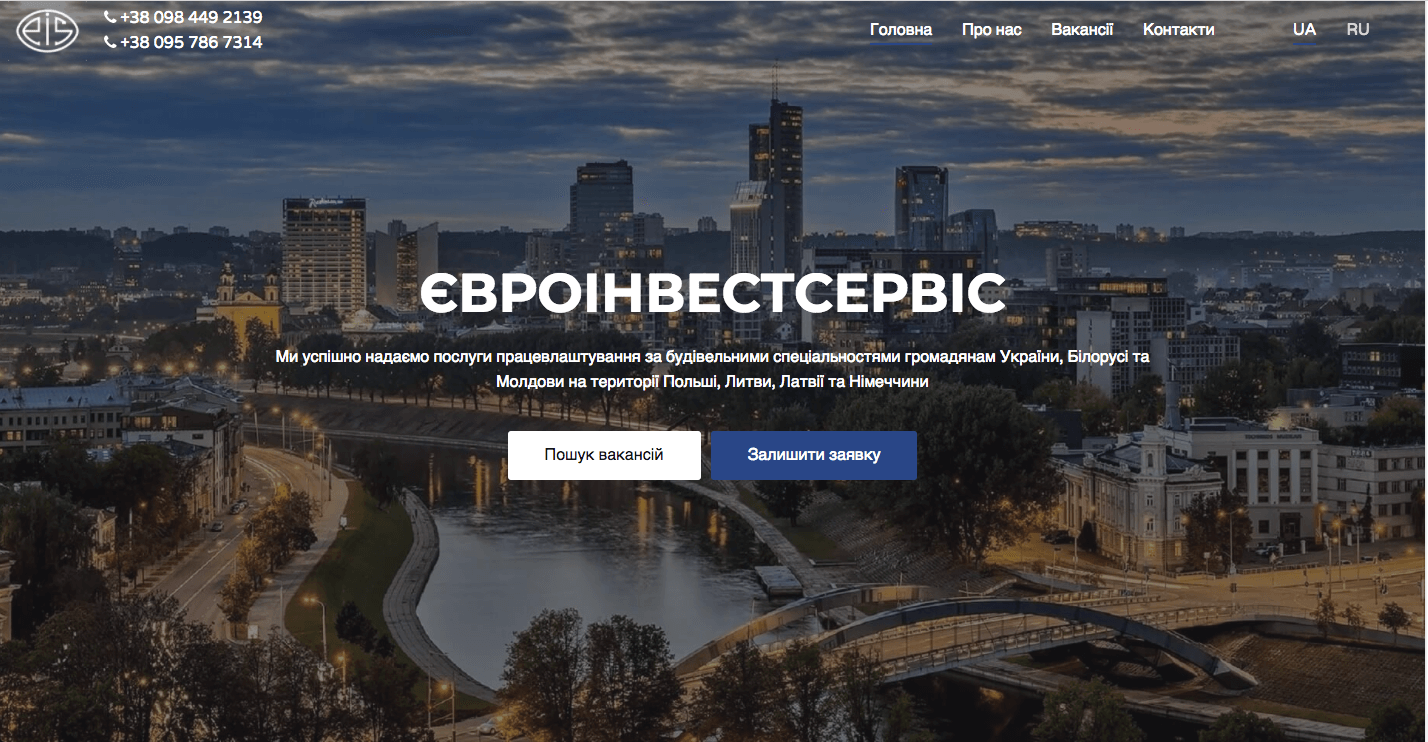 eis
+38 098 449 2139
+38 095 786 7314
Головна Про нас Вакансії Контакти UA RU
Radisson
ЄВРОІНВЕСТСЕРВІС
Ми успішно надаємо послуги працевлаштування за будівельними спеціальностями громадянам України, Білорусі та
Молдови на території Польші, Литви, Латвії та Німеччини
Пошук вакансій Залишити заявку